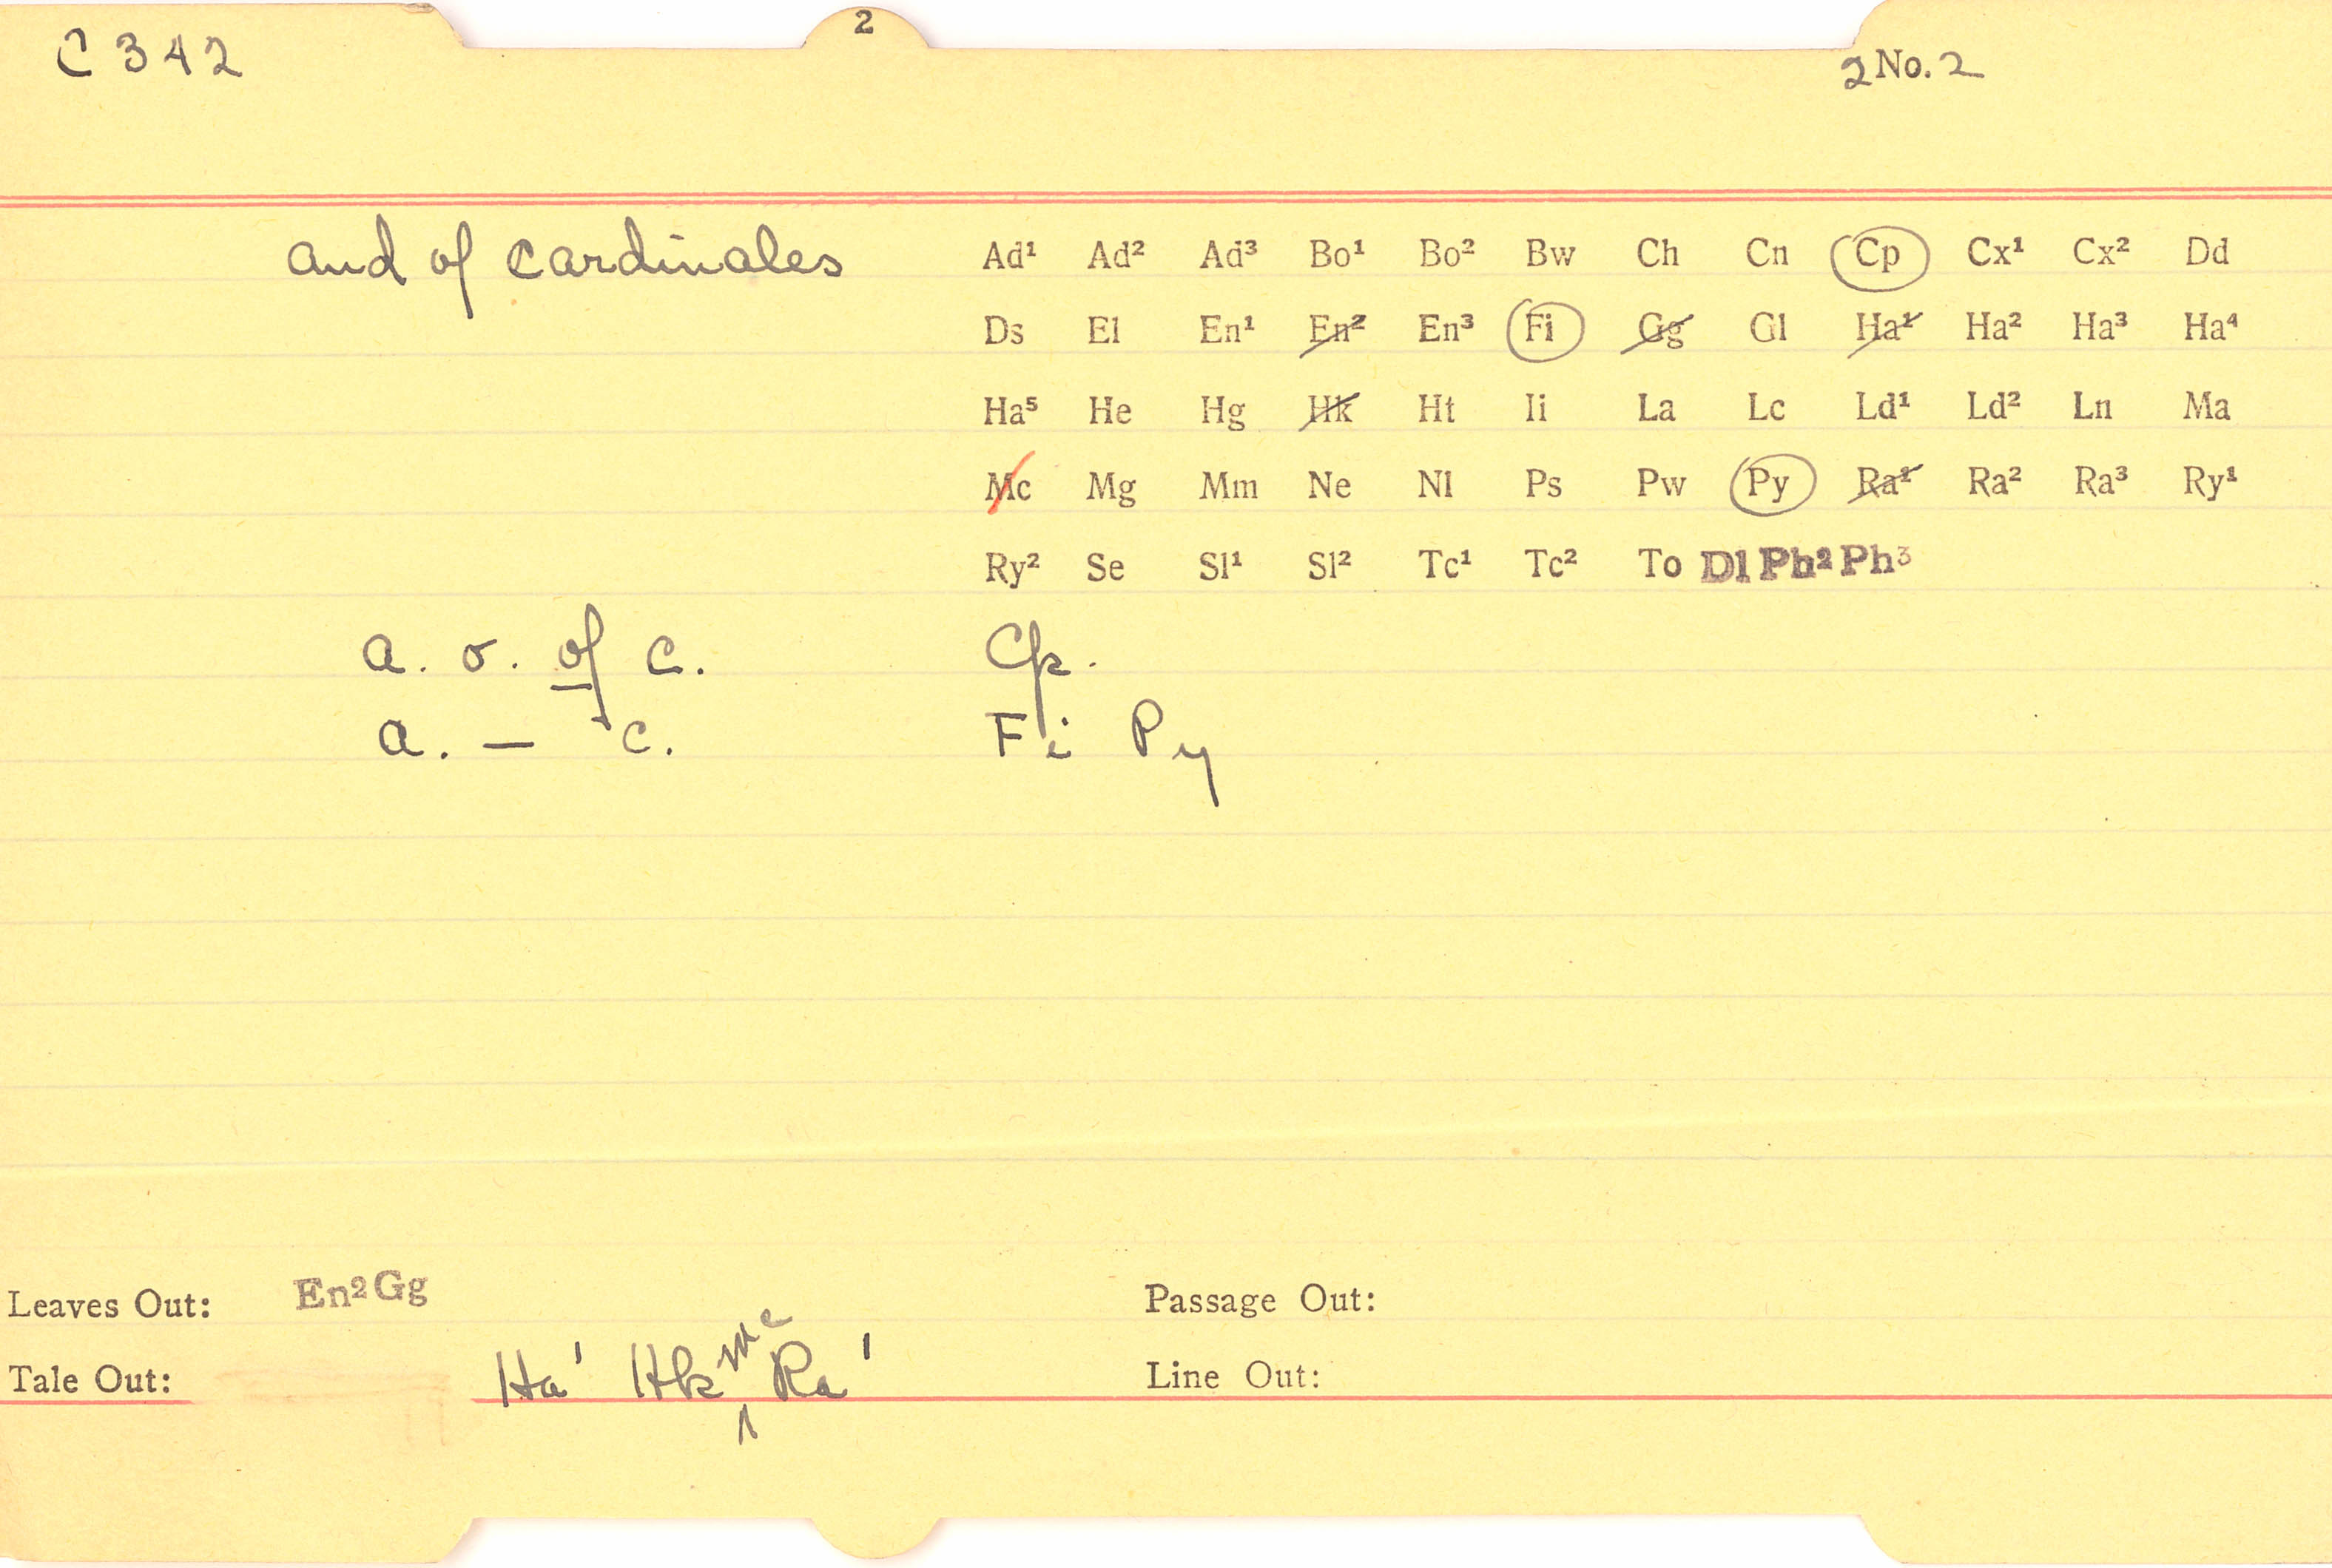 C 342
2
2 No. 2
and of cardinales
Ad¹ Ad² Ad³ Bo¹ Bo² Bw Ch Cn Cp Cx¹ Cx² Dd
Ds El En¹ En² En³ Fi Gg Gl Ha¹ Ha² Ha³ Ha⁴
Ha⁵ He Hg Hk Ht Ii La Lc Ld¹ Ld² Ln Ma
Mc Mg Mm Ne Nl Ps Pw Py Ra¹ Ra² Ra³ Ry¹
Ry² Se Sl¹ Sl² Tc¹ Tc² To Dl Ph² Ph³
a. o. of c. Cp.
a. — c. Fi Py
Leaves Out: En² Gg
Passage Out:
Tale Out: Ha¹ Hk Mc Ra¹
Line Out: